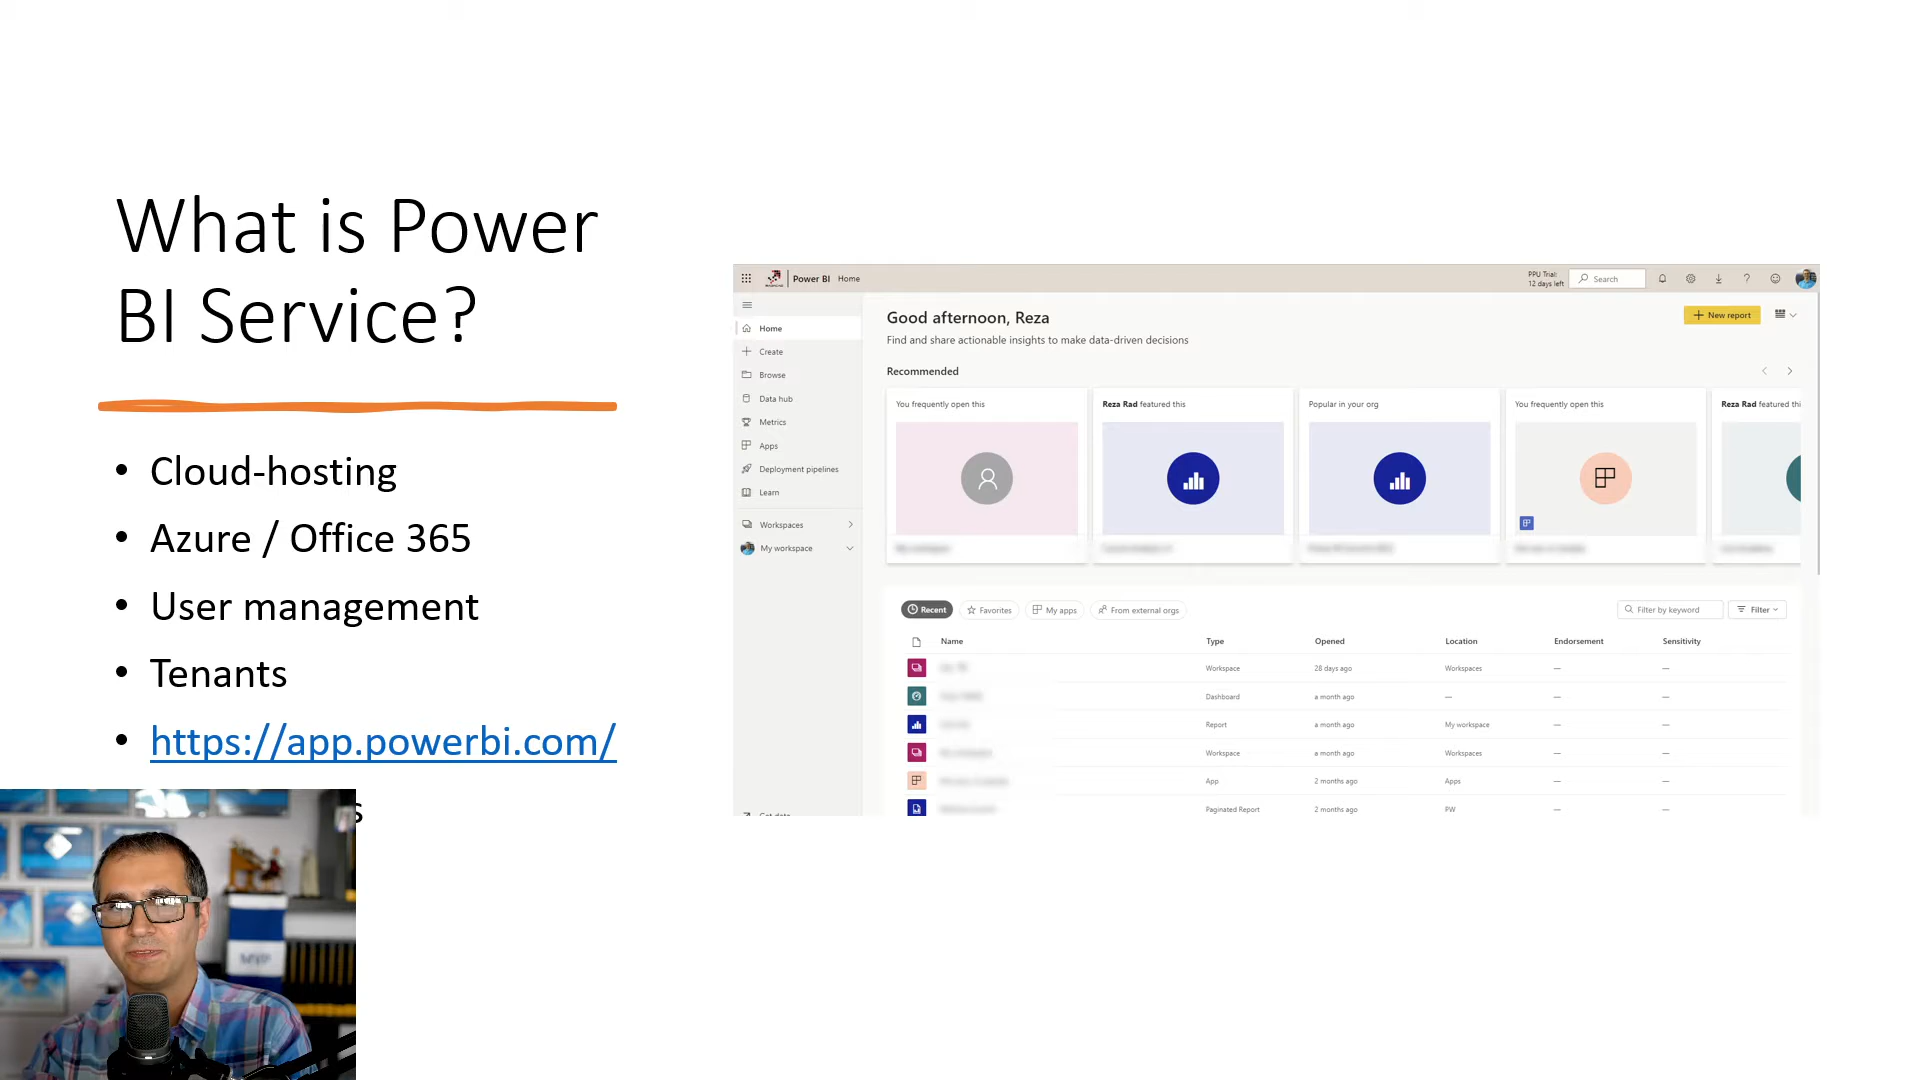 What is Power
BI Service?
• Cloud-hosting
• Azure / Office 365
• User management
• Tenants
• https://app.powerbi.com/
s
MVP
Power BI Home
PPU Trial:
12 days left
Search
Home
Create
Browse
Data hub
Metrics
Apps
Deployment pipelines
Learn
Workspaces
My workspace
Good afternoon, Reza
Find and share actionable insights to make data-driven decisions
New report
Recommended
You frequently open this
Reza Rad featured this
Popular in your org
You frequently open this
Reza Rad featured thi
Recent Favorites My apps From external orgs
Filter by keyword Filter
Name Type Opened Location Endorsement Sensitivity
Workspace 28 days ago Workspaces — —
Dashboard a month ago — — —
Report a month ago My workspace — —
Workspace a month ago Workspaces — —
App 2 months ago Apps — —
Paginated Report 2 months ago PW — —